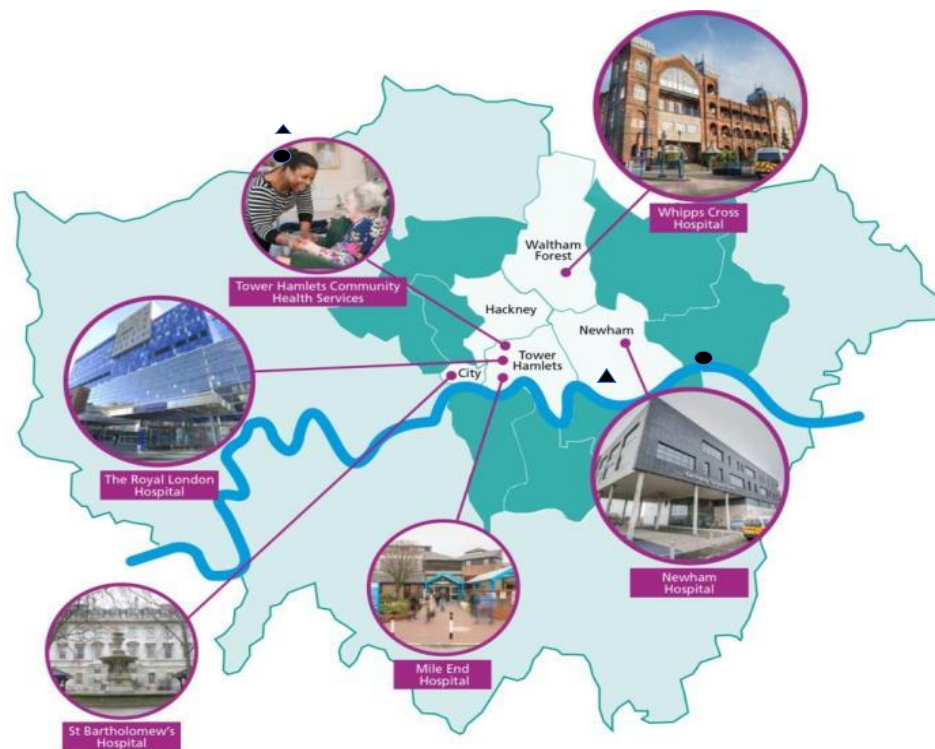 Whipps Cross
Hospital
Waltham
Forest
Tower Hamlets Community
Health Services
Hackney
Newham
Tower
Hamlets
City
The Royal London
Hospital
Newham
Hospital
Mile End
Hospital
St Bartholomew's
Hospital